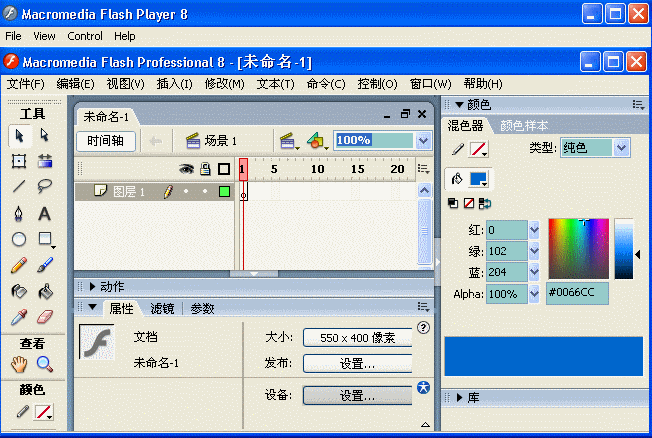 Macromedia Flash Player 8
File View Control Help
Macromedia Flash Professional 8 - [未命名-1]
文件(F) 编辑(E) 视图(V) 插入(I) 修改(M) 文本(T) 命令(C) 控制(O) 窗口(W) 帮助(H)
工具
未命名-1
时间轴 场景 1 100%
1 5 10 15 20
图层 1
A
查看
颜色
动作
属性 滤镜 参数
文档 大小: 550 x 400 像素
未命名-1 发布: 设置...
设备: 设置...
颜色
混色器 颜色样本
类型: 纯色
红: 0
绿: 102
蓝: 204
Alpha: 100% #0066CC
库